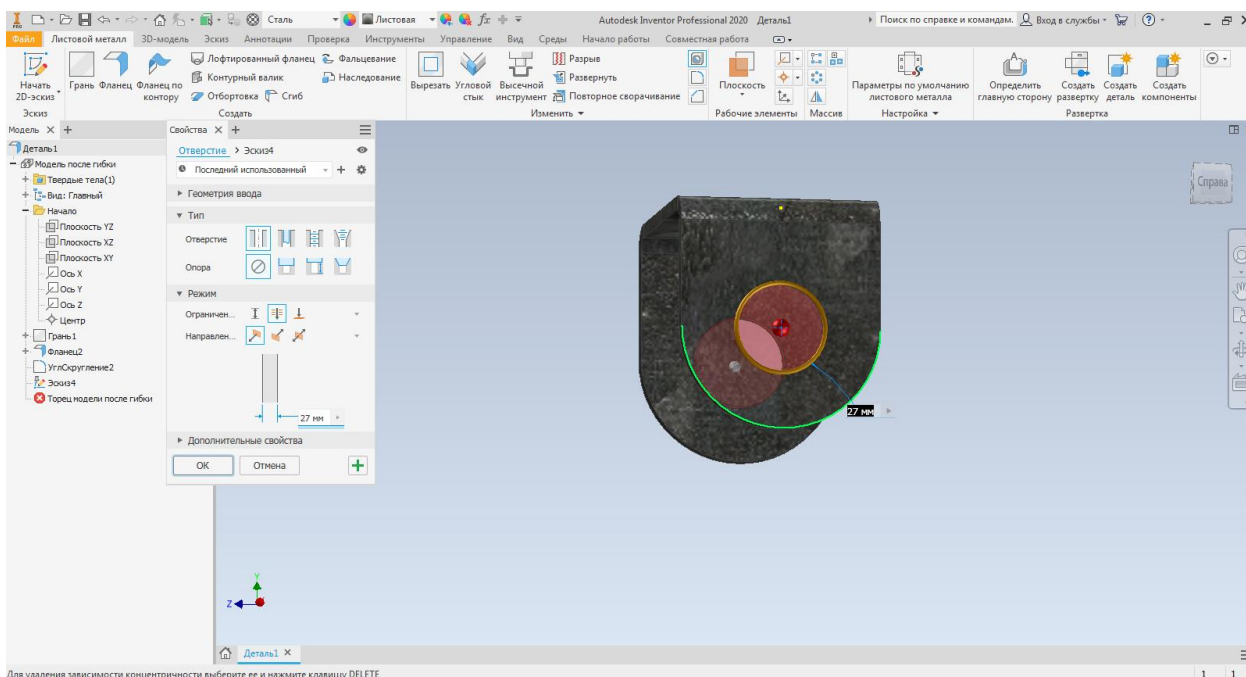 PRO
Сталь
Листовая
fx
Autodesk Inventor Professional 2020 Деталь1
Поиск по справке и командам.
Вход в службы
Файл Листовой металл 3D-модель Эскиз Аннотации Проверка Инструменты Управление Вид Среды Начало работы Совместная работа
Начать 2D-эскиз
Грань
Фланец
Фланец по контору
Лофтированный фланец
Фальцевание
Контурный валик
Наследование
Отбортовка
Сгиб
Вырезать
Угловой стык
Высечной инструмент
Разрыв
Развернуть
Повторное сворачивание
Плоскость
Параметры по умолчанию листового металла
Определить главную сторону
Создать развертку
Создать деталь
Создать компоненты
Эскиз
Создать
Изменить
Рабочие элементы
Массив
Настройка
Развертка
Модель X +
Деталь1
Модель после гибки
Твердые тела(1)
Вид: Главный
Начало
Плоскость YZ
Плоскость XZ
Плоскость XY
Ось X
Ось Y
Ось Z
Центр
Грань1
Фланец2
УглСкругление2
Эскиз4
Торец модели после гибки
Свойства X +
Отверстие > Эскиз4
Последний использованный
Геометрия ввода
Тип
Отверстие
Опора
Режим
Ограничен...
Направлен...
27 мм
Дополнительные свойства
ОК
Отмена
27 мм
Справа
Y
Z
Деталь1 X
Для удаления зависимости концентричности выберите ее и нажмите клавишу DELETE
1 1